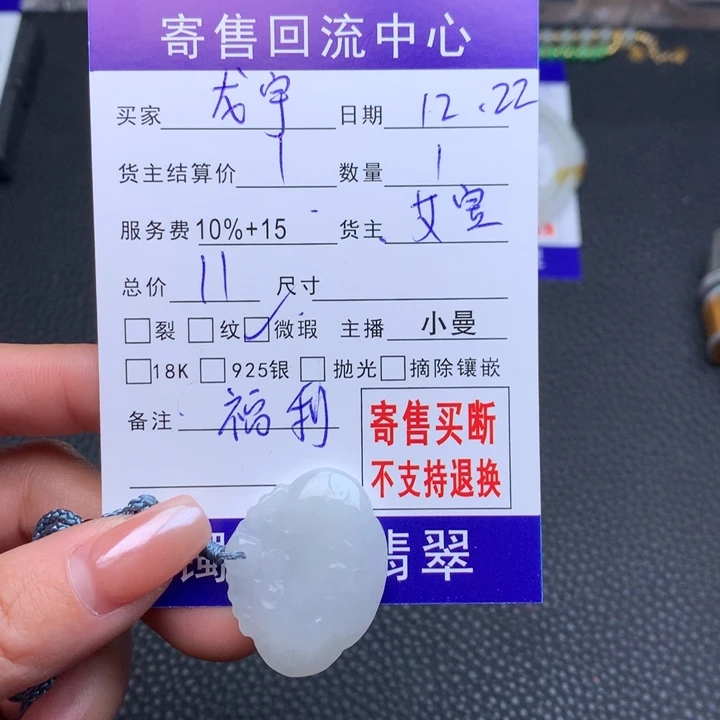 寄售回流中心
买家 龙宇 日期 12.22
货主结算价 1 数量 1
服务费 10%+15 货主
总价 11 尺寸
裂 纹 微瑕 主播 小曼
18K 925银 抛光 摘除镶嵌
备注 福利
寄售买断
不支持退换
翡翠